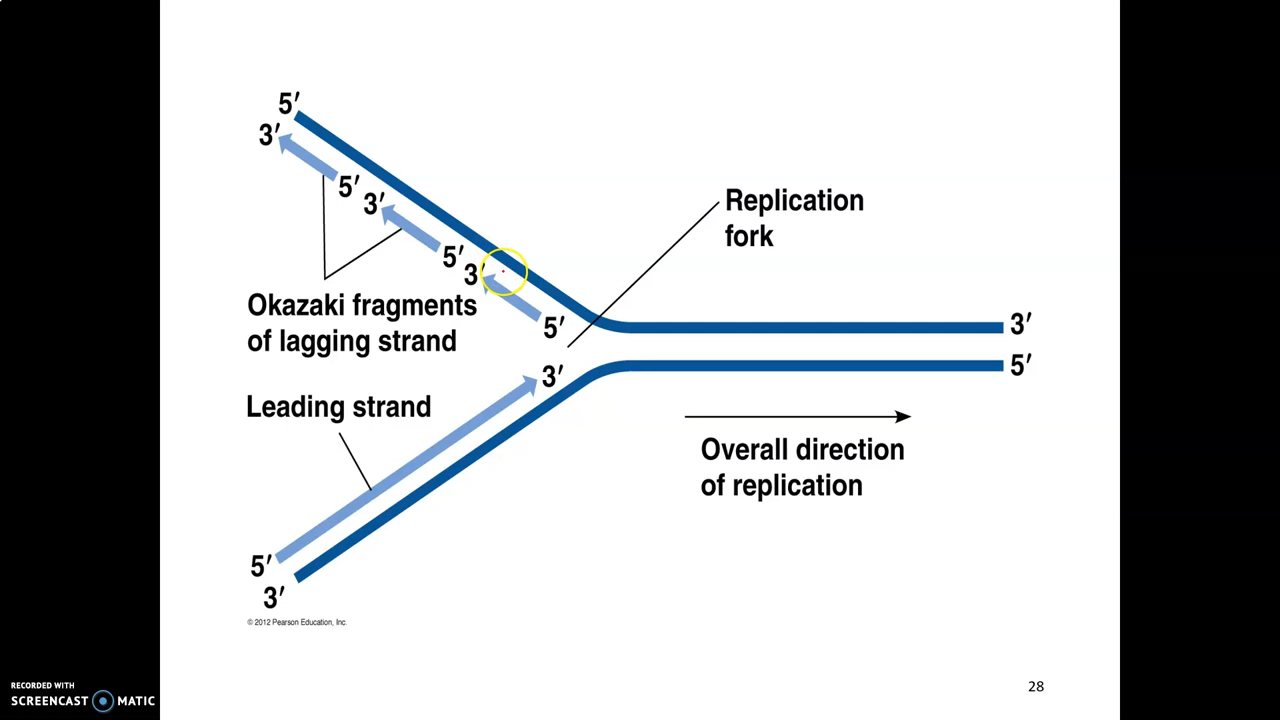 5′
3′
5′
3′
5′
3′
5′
Replication
fork
Okazaki fragments
of lagging strand
3′
5′
3′
Leading strand
Overall direction
of replication
5′
3′
© 2012 Pearson Education, Inc.
28
RECORDED WITH
SCREENCAST MATIC